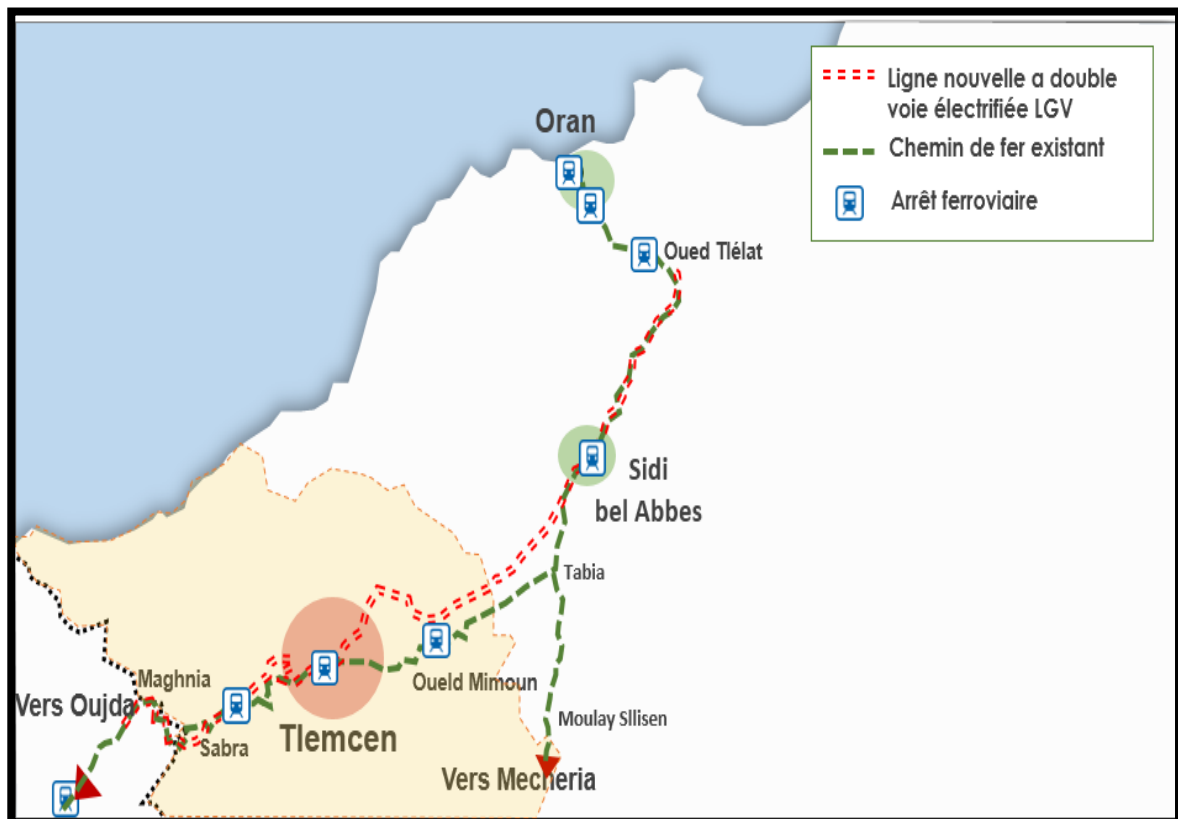 Ligne nouvelle a double
voie électrifiée LGV
Chemin de fer existant
Arrêt ferroviaire
Oran
Oued Tlélat
Sidi
bel Abbes
Tabia
Oueld Mimoun
Maghnia
Vers Oujda
Sabra
Tlemcen
Moulay Sllisen
Vers Mecheria